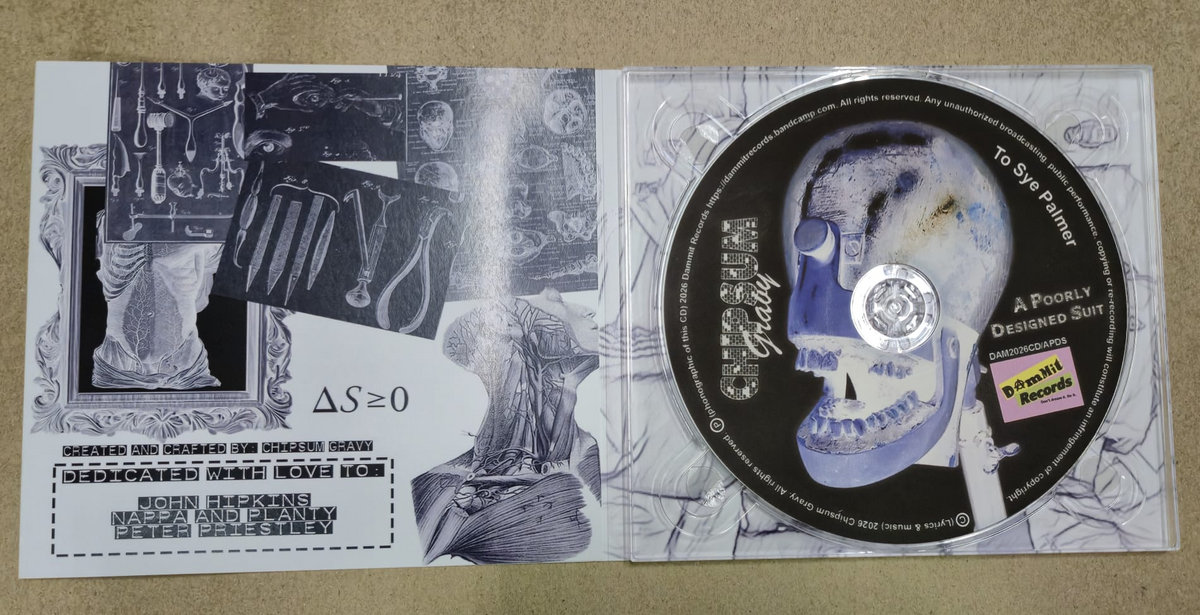 ΔS≥0
CREATED AND CRAFTED BY: CHIPSUM GRAVY
DEDICATED WITH LOVE TO:
JOHN HIPKINS
NAPPA AND PLANTY
PETER PRIESTLEY
CHIPSUM
Gravy
To Sye Palmer
A POORLY
DESIGNED SUIT
DAM2026CD/APDS
DamMit
Records
Ⓟ (phonographic of this CD) 2026 Dammit Records https://dammitrecords.bandcamp.com. All rights reserved. Any unauthorized broadcasting, public performance, copying or re-recording will constitute an infringement of copyright
© (Lyrics & music) 2026 Chipsum Gravy. All rights reserved